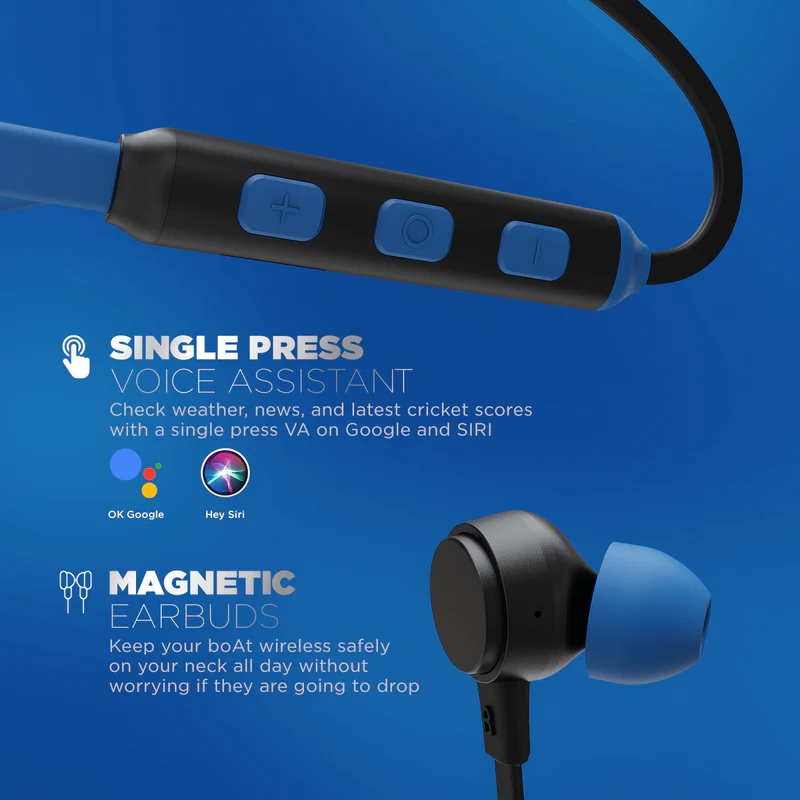 SINGLE PRESS
VOICE ASSISTANT
Check weather, news, and latest cricket scores
with a single press VA on Google and SIRI
OK Google
Hey Siri
MAGNETIC
EARBUDS
Keep your boAt wireless safely
on your neck all day without
worrying if they are going to drop
R